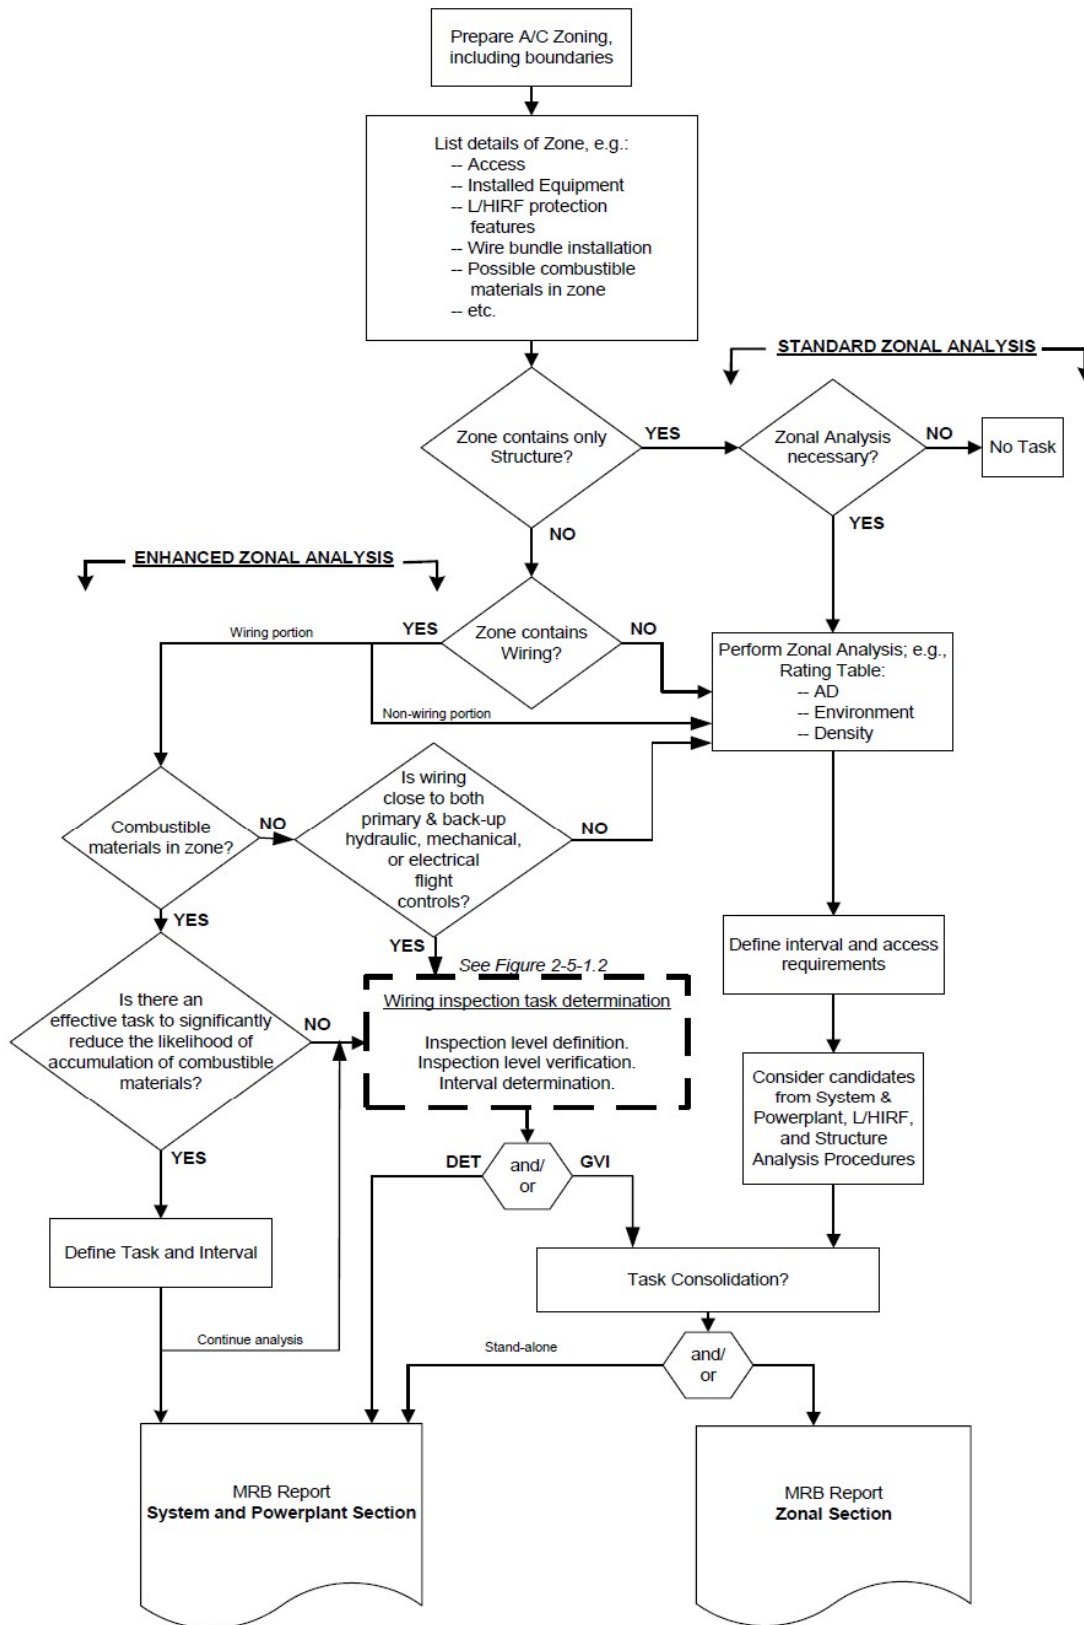 Prepare A/C Zoning,
including boundaries
List details of Zone, e.g.:
-- Access
-- Installed Equipment
-- L/HIRF protection
features
-- Wire bundle installation
-- Possible combustible
materials in zone
-- etc.
STANDARD ZONAL ANALYSIS
Zone contains only
Structure?
YES
Zonal Analysis
necessary?
NO
No Task
NO
YES
ENHANCED ZONAL ANALYSIS
Wiring portion
YES
Zone contains
Wiring?
NO
Non-wiring portion
Perform Zonal Analysis; e.g.,
Rating Table:
-- AD
-- Environment
-- Density
Combustible
materials in zone?
NO
Is wiring
close to both
primary & back-up
hydraulic, mechanical,
or electrical
flight
controls?
NO
YES
YES
See Figure 2-5-1.2
Define interval and access
requirements
Is there an
effective task to significantly
reduce the likelihood of
accumulation of combustible
materials?
NO
Wiring inspection task determination
Inspection level definition.
Inspection level verification.
Interval determination.
Consider candidates
from System &
Powerplant, L/HIRF,
and Structure
Analysis Procedures
YES
DET
and/
or
GVI
Define Task and Interval
Task Consolidation?
Continue analysis
Stand-alone
and/
or
MRB Report
System and Powerplant Section
MRB Report
Zonal Section